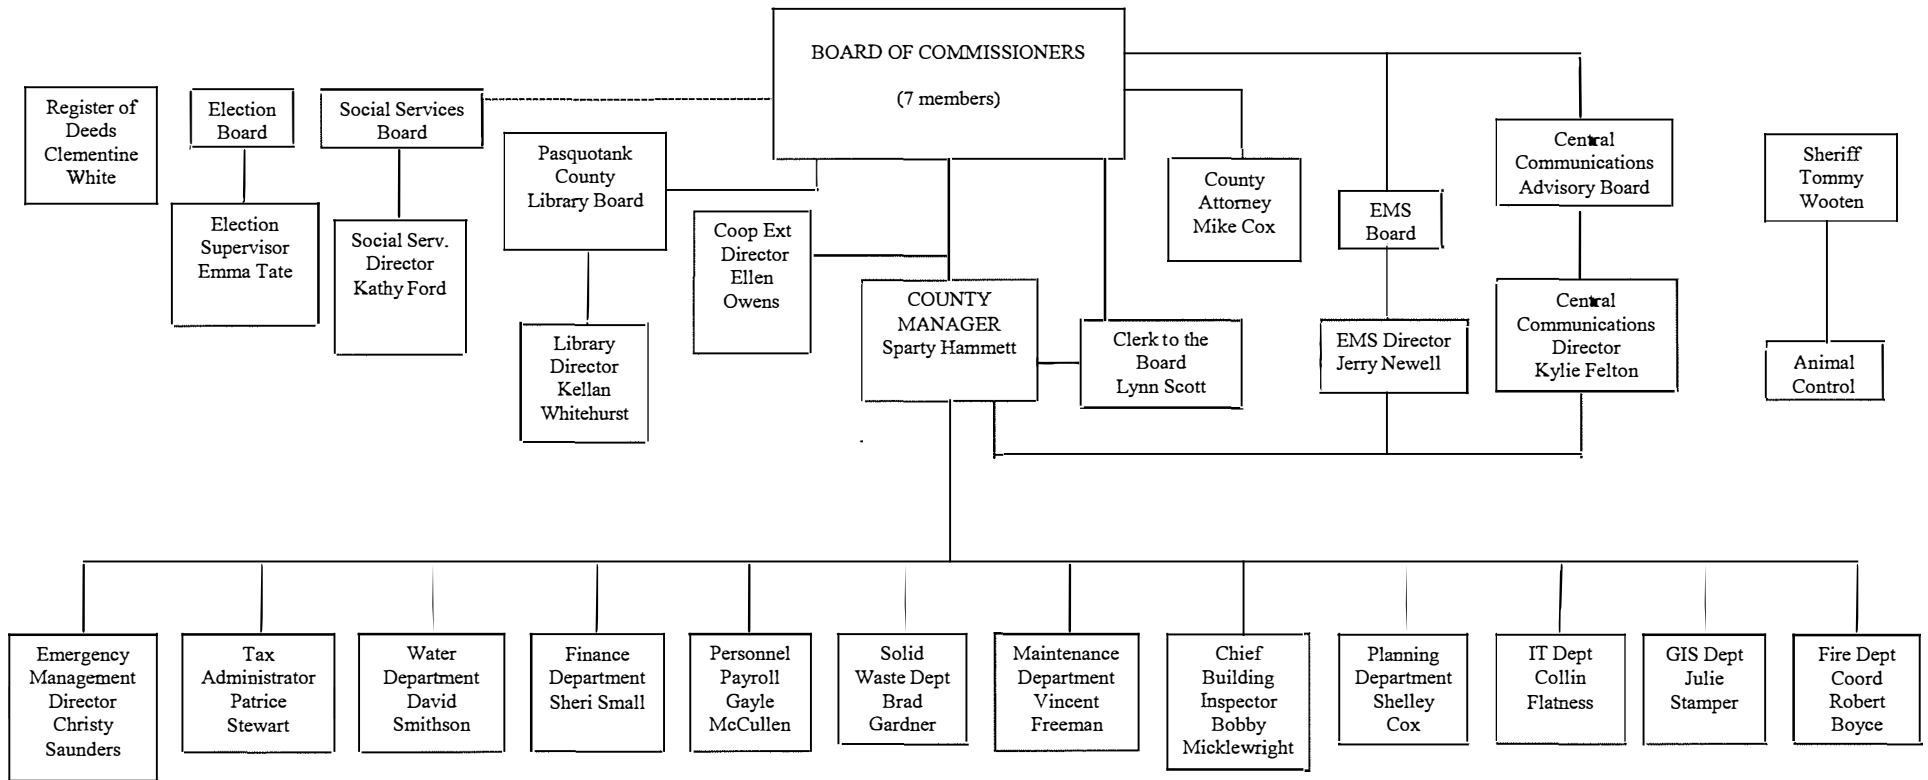 BOARD OF COMMISSIONERS
(7 members)
Register of
Deeds
Clementine
White
Election
Board
Social Services
Board
Pasquotank
County
Library Board
County
Attorney
Mike Cox
EMS
Board
Central
Communications
Advisory Board
Sheriff
Tommy
Wooten
Election
Supervisor
Emma Tate
Social Serv.
Director
Kathy Ford
Coop Ext
Director
Ellen
Owens
COUNTY
MANAGER
Sparty Hammett
Library
Director
Kellan
Whitehurst
Clerk to the
Board
Lynn Scott
EMS Director
Jerry Newell
Central
Communications
Director
Kylie Felton
Animal
Control
Emergency
Management
Director
Christy
Saunders
Tax
Administrator
Patrice
Stewart
Water
Department
David
Smithson
Finance
Department
Sheri Small
Personnel
Payroll
Gayle
McCullen
Solid
Waste Dept
Brad
Gardner
Maintenance
Department
Vincent
Freeman
Chief
Building
Inspector
Bobby
Micklewright
Planning
Department
Shelley
Cox
IT Dept
Collin
Flatness
GIS Dept
Julie
Stamper
Fire Dept
Coord
Robert
Boyce